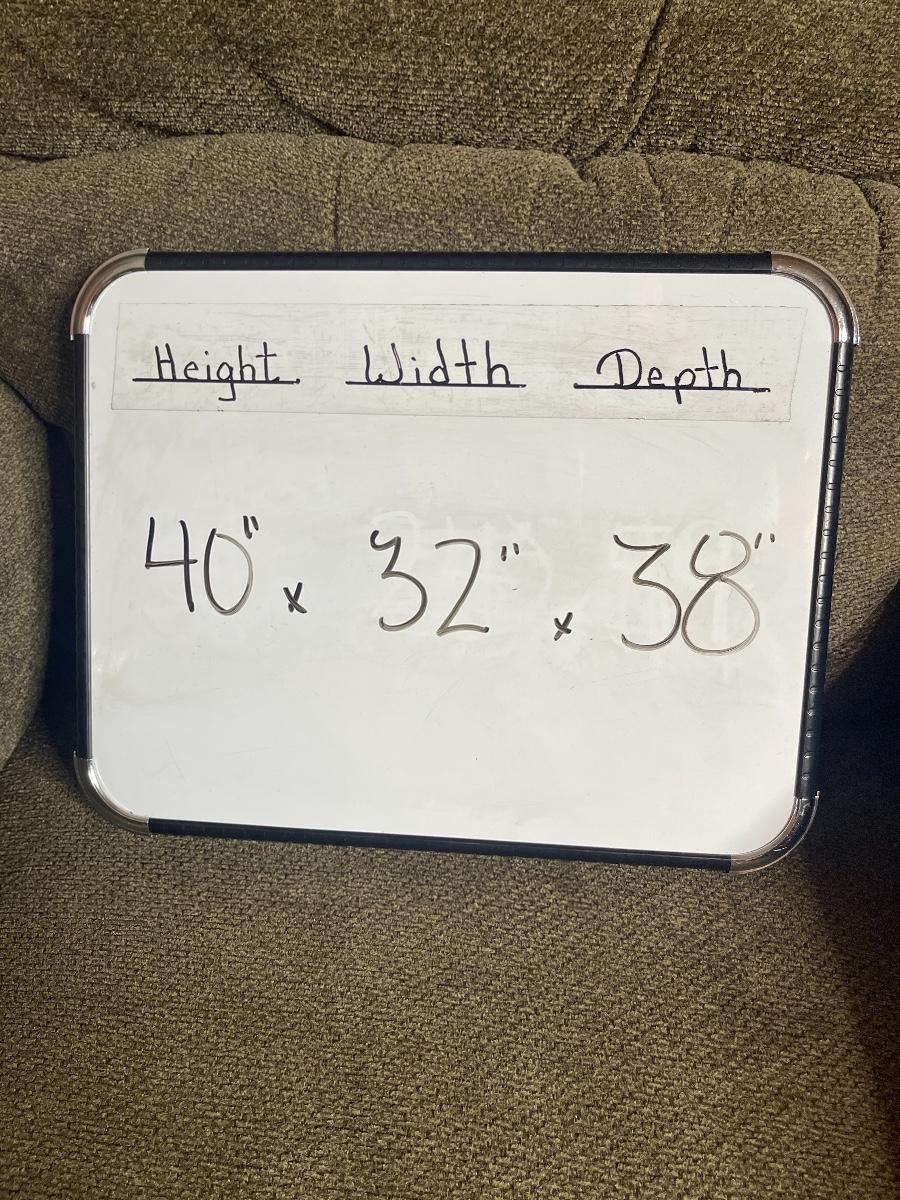 Height Width Depth
40" x 32" x 38"